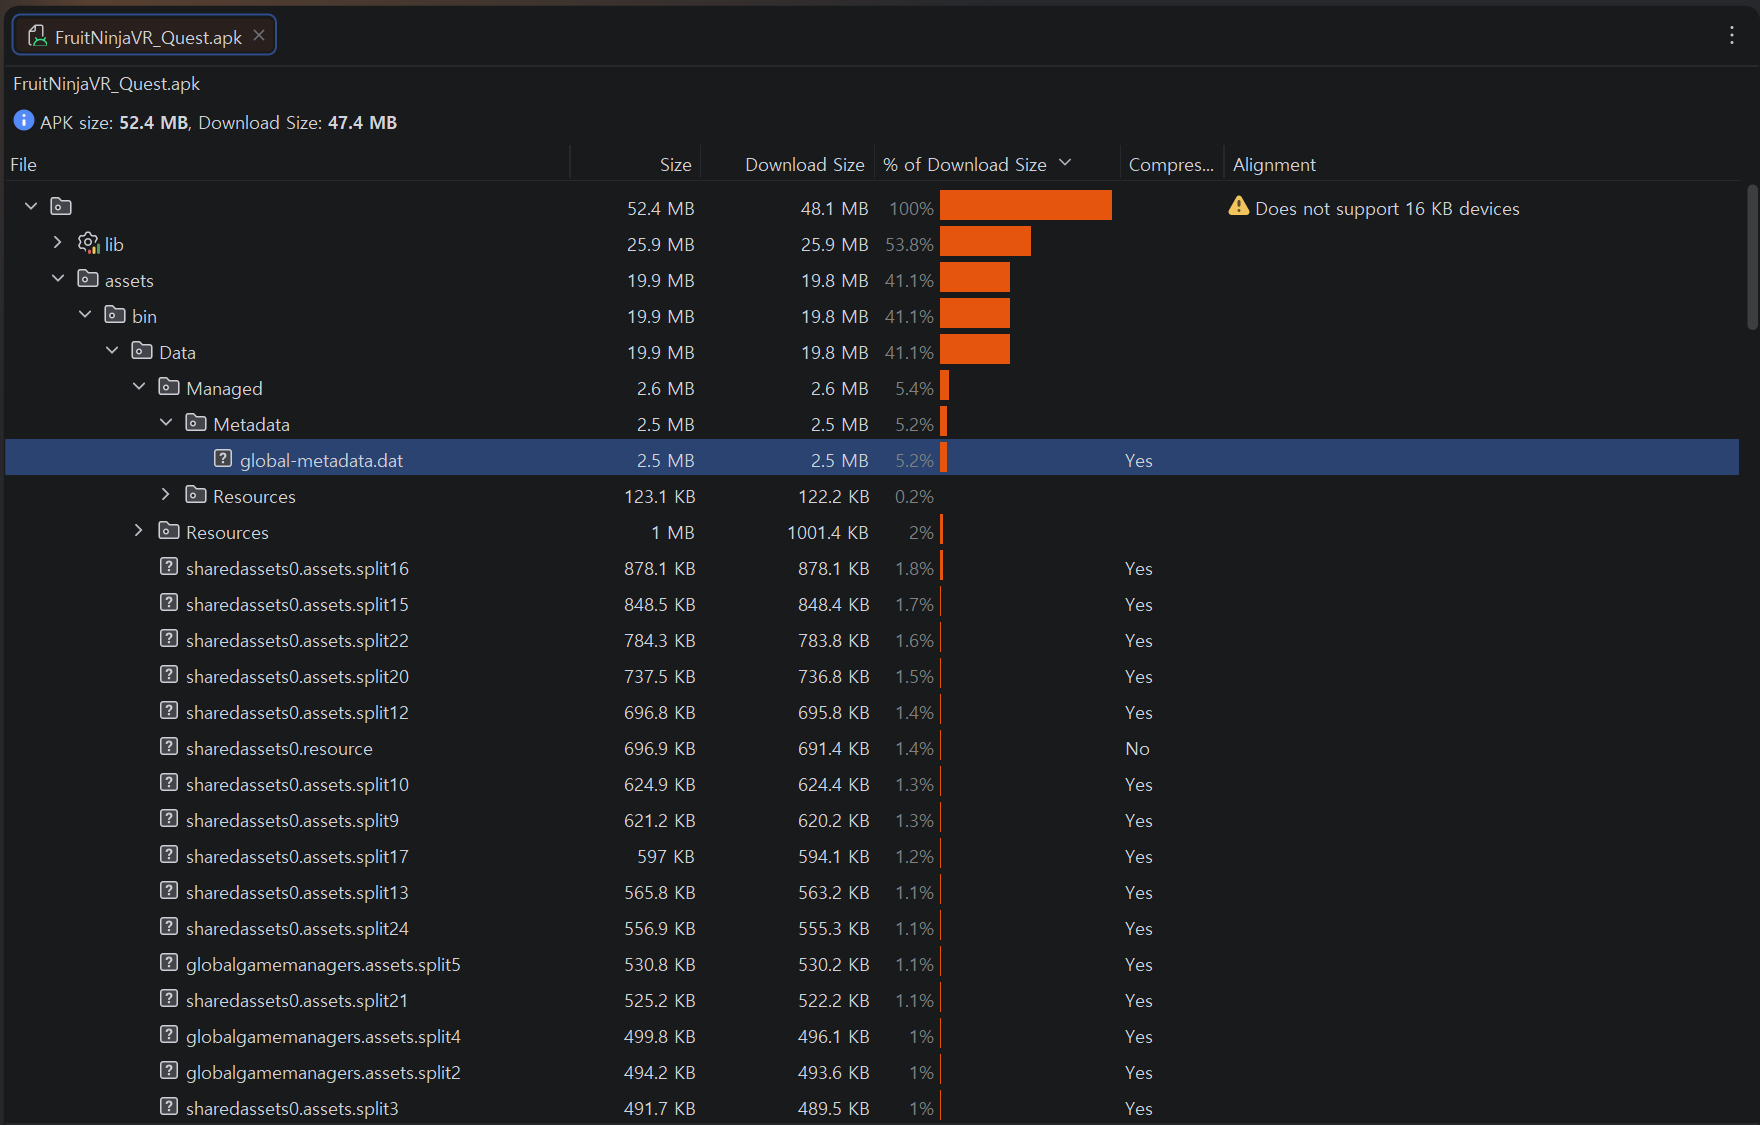 FruitNinjaVR_Quest.apk
FruitNinjaVR_Quest.apk
APK size: 52.4 MB, Download Size: 47.4 MB
File Size Download Size % of Download Size Compres... Alignment
52.4 MB 48.1 MB 100% Does not support 16 KB devices
lib 25.9 MB 25.9 MB 53.8%
assets 19.9 MB 19.8 MB 41.1%
bin 19.9 MB 19.8 MB 41.1%
Data 19.9 MB 19.8 MB 41.1%
Managed 2.6 MB 2.6 MB 5.4%
Metadata 2.5 MB 2.5 MB 5.2%
global-metadata.dat 2.5 MB 2.5 MB 5.2% Yes
Resources 123.1 KB 122.2 KB 0.2%
Resources 1 MB 1001.4 KB 2%
sharedassets0.assets.split16 878.1 KB 878.1 KB 1.8% Yes
sharedassets0.assets.split15 848.5 KB 848.4 KB 1.7% Yes
sharedassets0.assets.split22 784.3 KB 783.8 KB 1.6% Yes
sharedassets0.assets.split20 737.5 KB 736.8 KB 1.5% Yes
sharedassets0.assets.split12 696.8 KB 695.8 KB 1.4% Yes
sharedassets0.resource 696.9 KB 691.4 KB 1.4% No
sharedassets0.assets.split10 624.9 KB 624.4 KB 1.3% Yes
sharedassets0.assets.split9 621.2 KB 620.2 KB 1.3% Yes
sharedassets0.assets.split17 597 KB 594.1 KB 1.2% Yes
sharedassets0.assets.split13 565.8 KB 563.2 KB 1.1% Yes
sharedassets0.assets.split24 556.9 KB 555.3 KB 1.1% Yes
globalgamemanagers.assets.split5 530.8 KB 530.2 KB 1.1% Yes
sharedassets0.assets.split21 525.2 KB 522.2 KB 1.1% Yes
globalgamemanagers.assets.split4 499.8 KB 496.1 KB 1% Yes
globalgamemanagers.assets.split2 494.2 KB 493.6 KB 1% Yes
sharedassets0.assets.split3 491.7 KB 489.5 KB 1% Yes